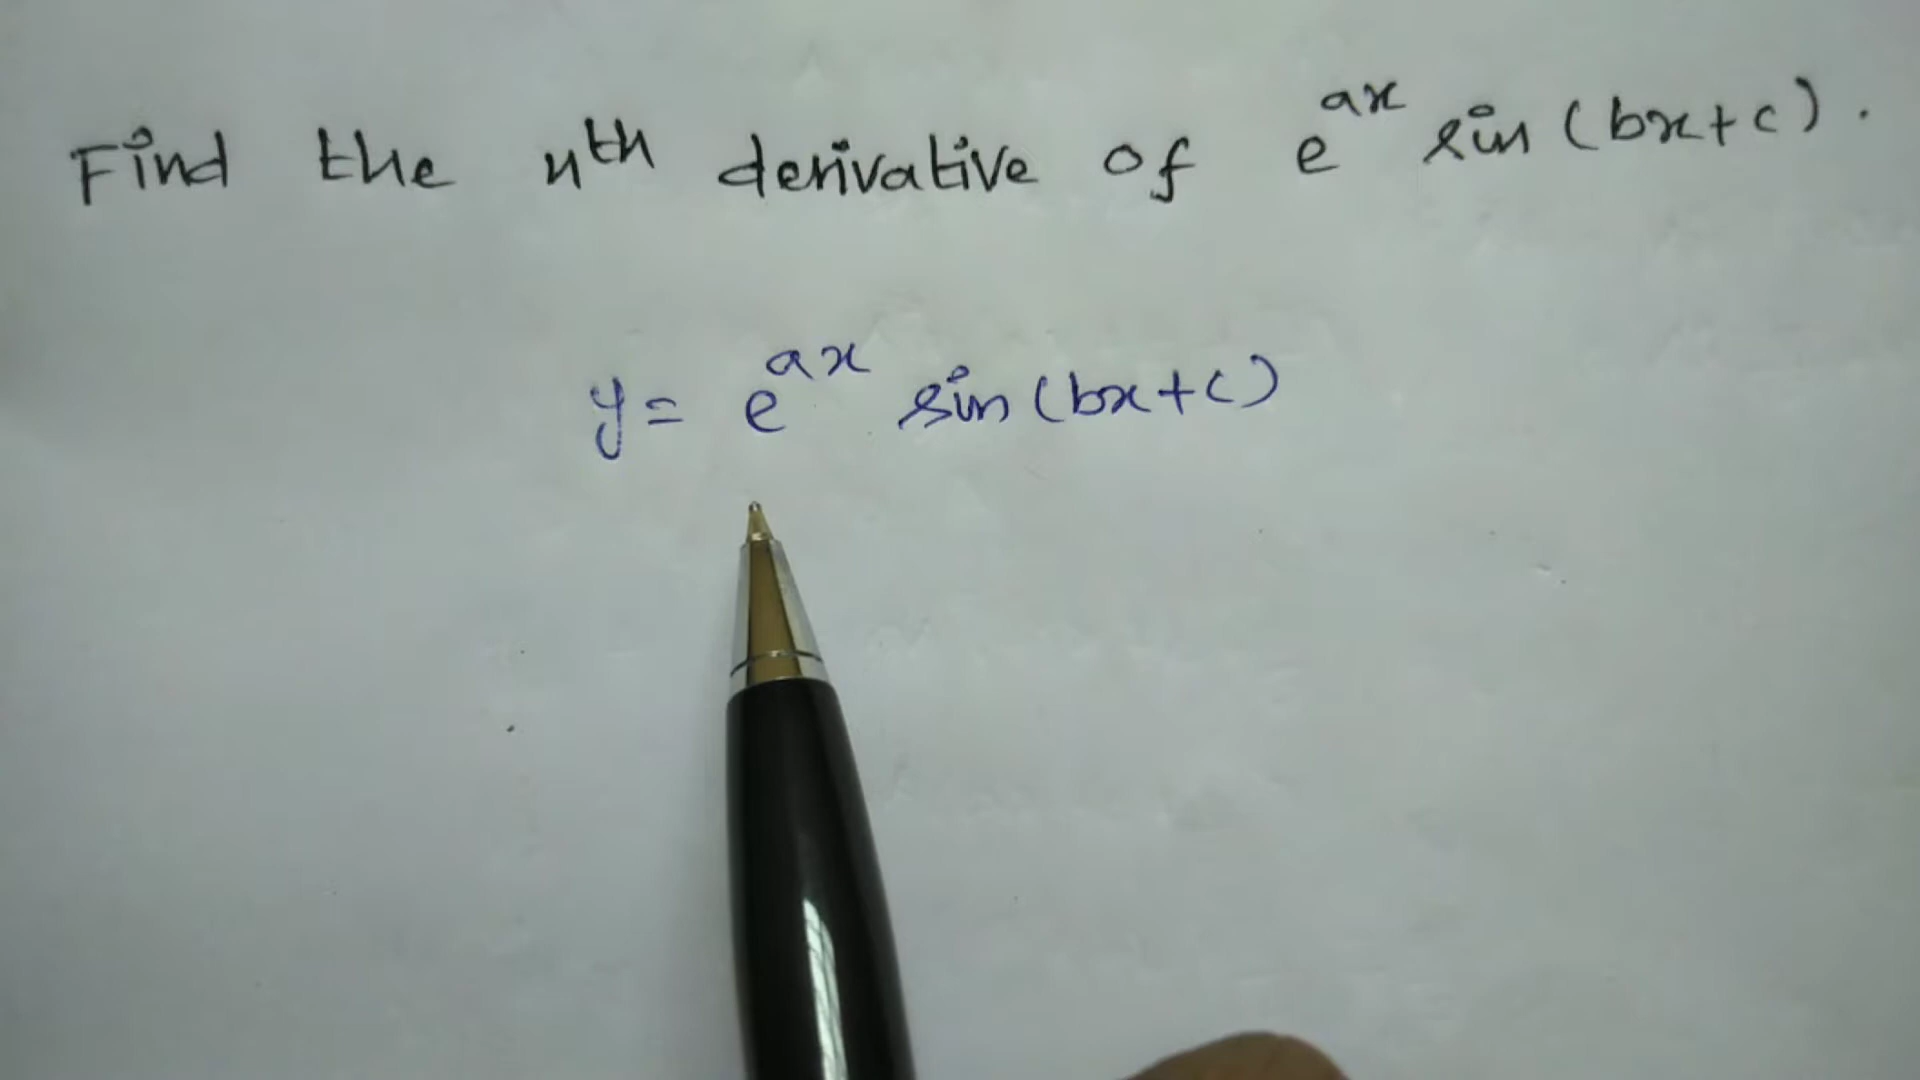 Find the nth derivative of e^ax sin (bx+c).
y = e^ax sin (bx+c)